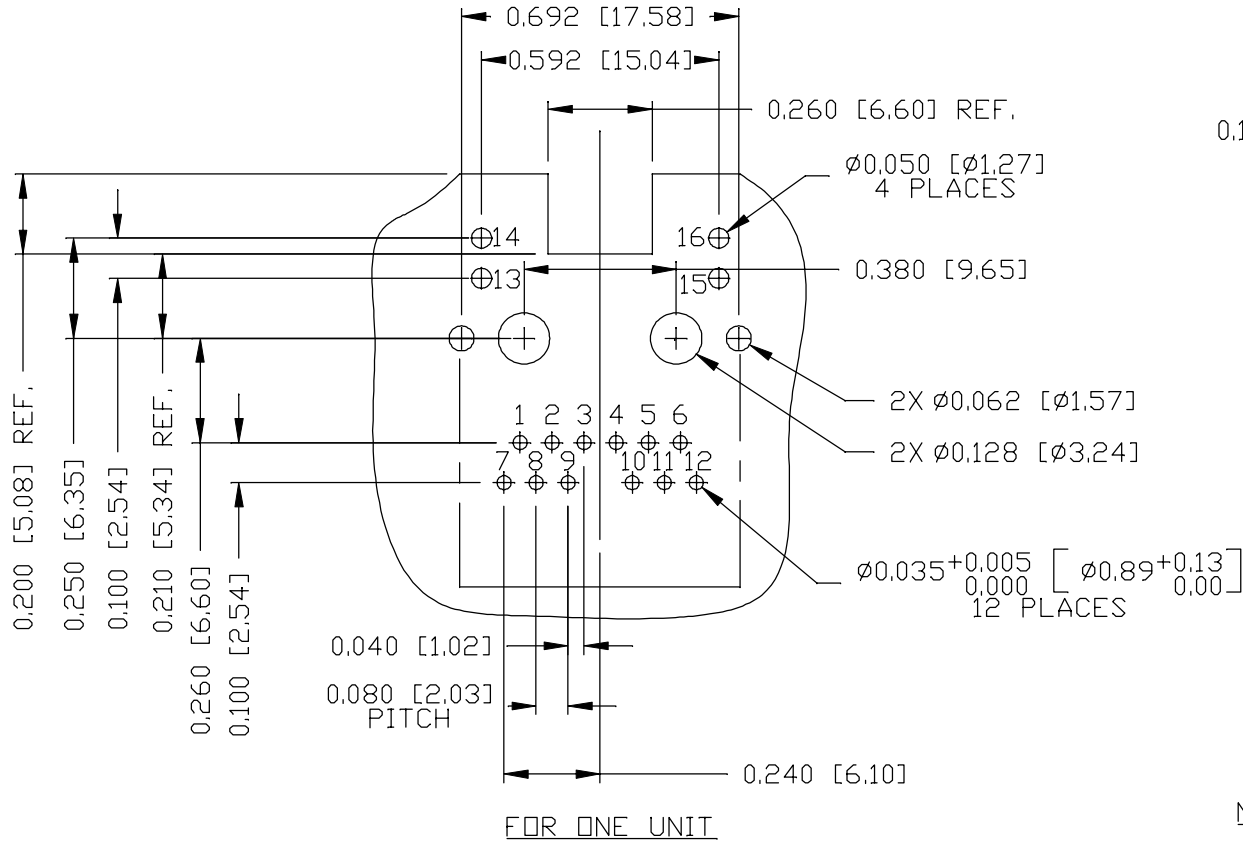 0.692 [17.58]
0.592 [15.04]
0.260 [6.60] REF.
0.1
Ø0.050 [Ø1.27]
4 PLACES
14
16
13
15
0.380 [9.65]
2X Ø0.062 [Ø1.57]
2X Ø0.128 [Ø3.24]
1 2 3 4 5 6
7 8 9 10 11 12
0.200 [5.08] REF.
0.250 [6.35]
0.100 [2.54]
0.210 [5.34] REF.
0.260 [6.60]
0.100 [2.54]
Ø0.035 +0.005 [ Ø0.89 +0.13 ]
0.000 0.00
12 PLACES
0.040 [1.02]
0.080 [2.03]
PITCH
0.240 [6.10]
FOR ONE UNIT